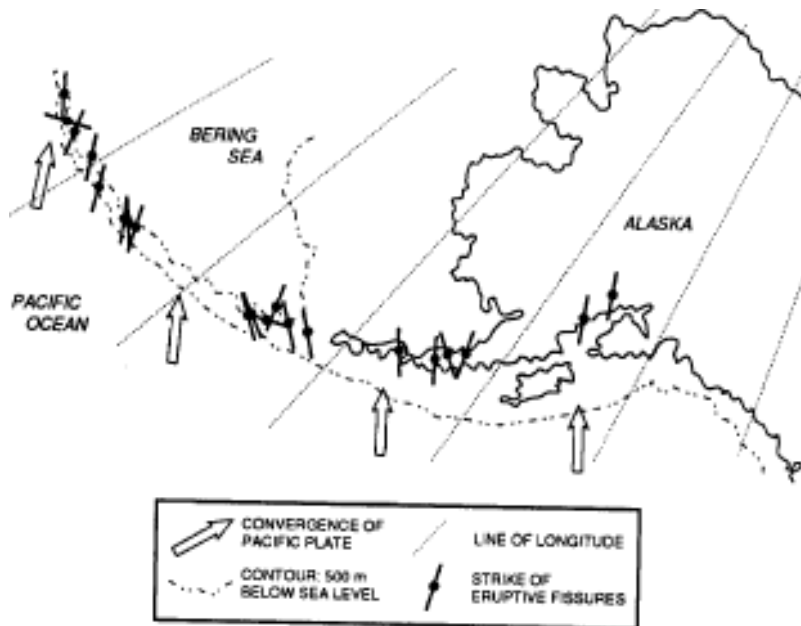 BERING
SEA
ALASKA
PACIFIC
OCEAN
CONVERGENCE OF
PACIFIC PLATE
LINE OF LONGITUDE
CONTOUR: 500 m
BELOW SEA LEVEL
STRIKE OF
ERUPTIVE FISSURES